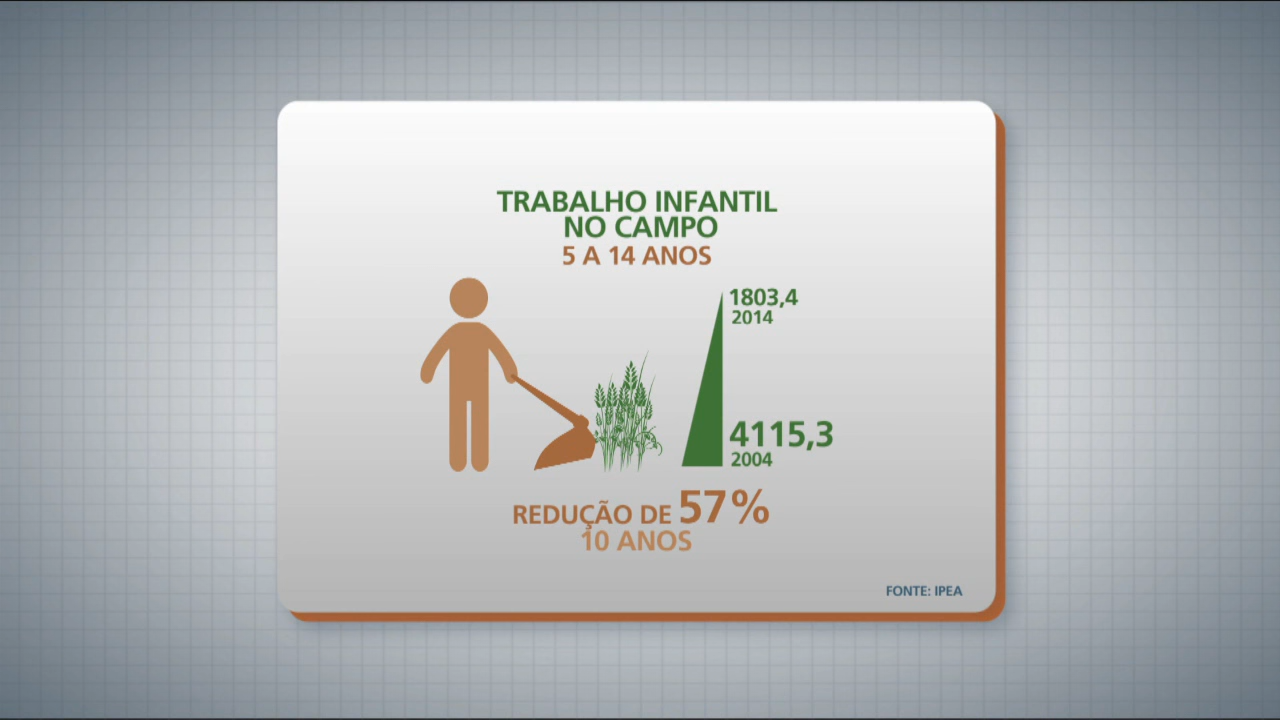 TRABALHO INFANTIL
NO CAMPO
5 A 14 ANOS
1803,4
2014
4115,3
2004
REDUÇÃO DE 57%
10 ANOS
FONTE: IPEA